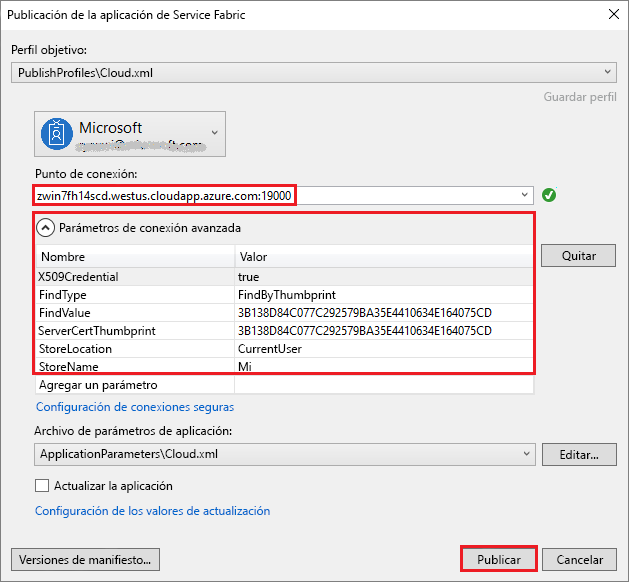 Publicación de la aplicación de Service Fabric
Perfil objetivo:
PublishProfiles\Cloud.xml
Guardar perfil
Microsoft
Punto de conexión:
zwin7fh14scd.westus.cloudapp.azure.com:19000
Parámetros de conexión avanzada
Nombre Valor
Quitar
X509Credential true
FindType FindByThumbprint
FindValue 3B138D84C077C292579BA35E4410634E164075CD
ServerCertThumbprint 3B138D84C077C292579BA35E4410634E164075CD
StoreLocation CurrentUser
StoreName Mi
Agregar un parámetro
Configuración de conexiones seguras
Archivo de parámetros de aplicación:
ApplicationParameters\Cloud.xml
Editar...
Actualizar la aplicación
Configuración de los valores de actualización
Versiones de manifiesto... Publicar Cancelar